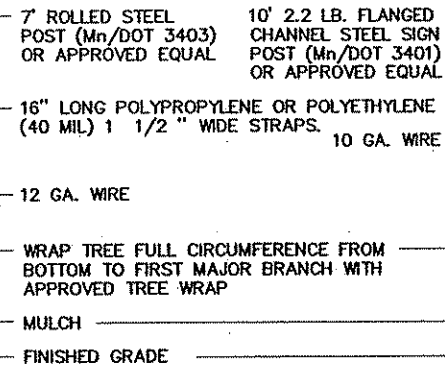 7' ROLLED STEEL
POST (Mn/DOT 3403)
OR APPROVED EQUAL
10' 2.2 LB. FLANGED
CHANNEL STEEL SIGN
POST (Mn/DOT 3401)
OR APPROVED EQUAL
16" LONG POLYPROPYLENE OR POLYETHYLENE
(40 MIL) 1 1/2 " WIDE STRAPS.
10 GA. WIRE
12 GA. WIRE
WRAP TREE FULL CIRCUMFERENCE FROM
BOTTOM TO FIRST MAJOR BRANCH WITH
APPROVED TREE WRAP
MULCH
FINISHED GRADE